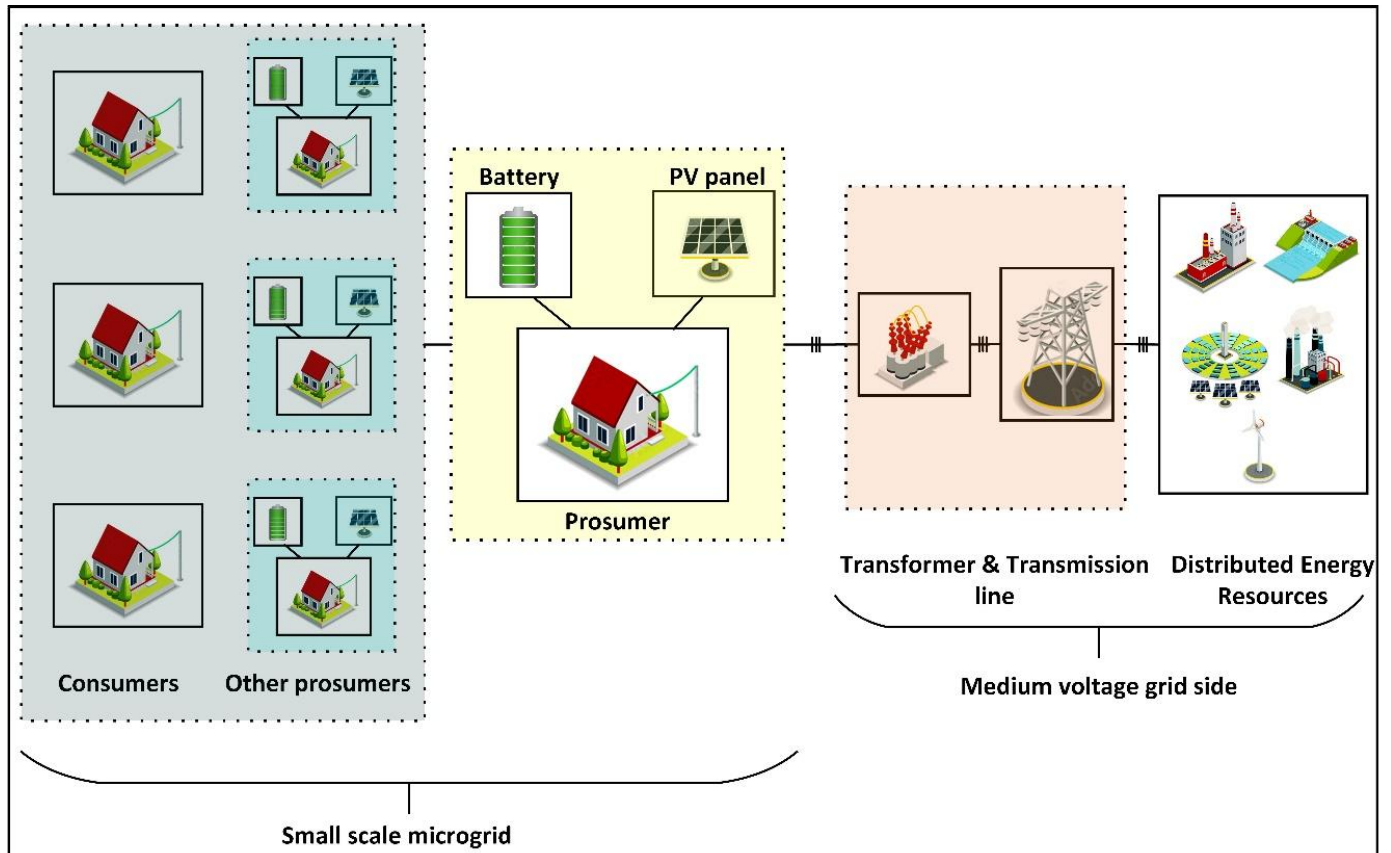 Battery
PV panel
Prosumer
Consumers
Other prosumers
Transformer & Transmission
line
Distributed Energy
Resources
Medium voltage grid side
Small scale microgrid